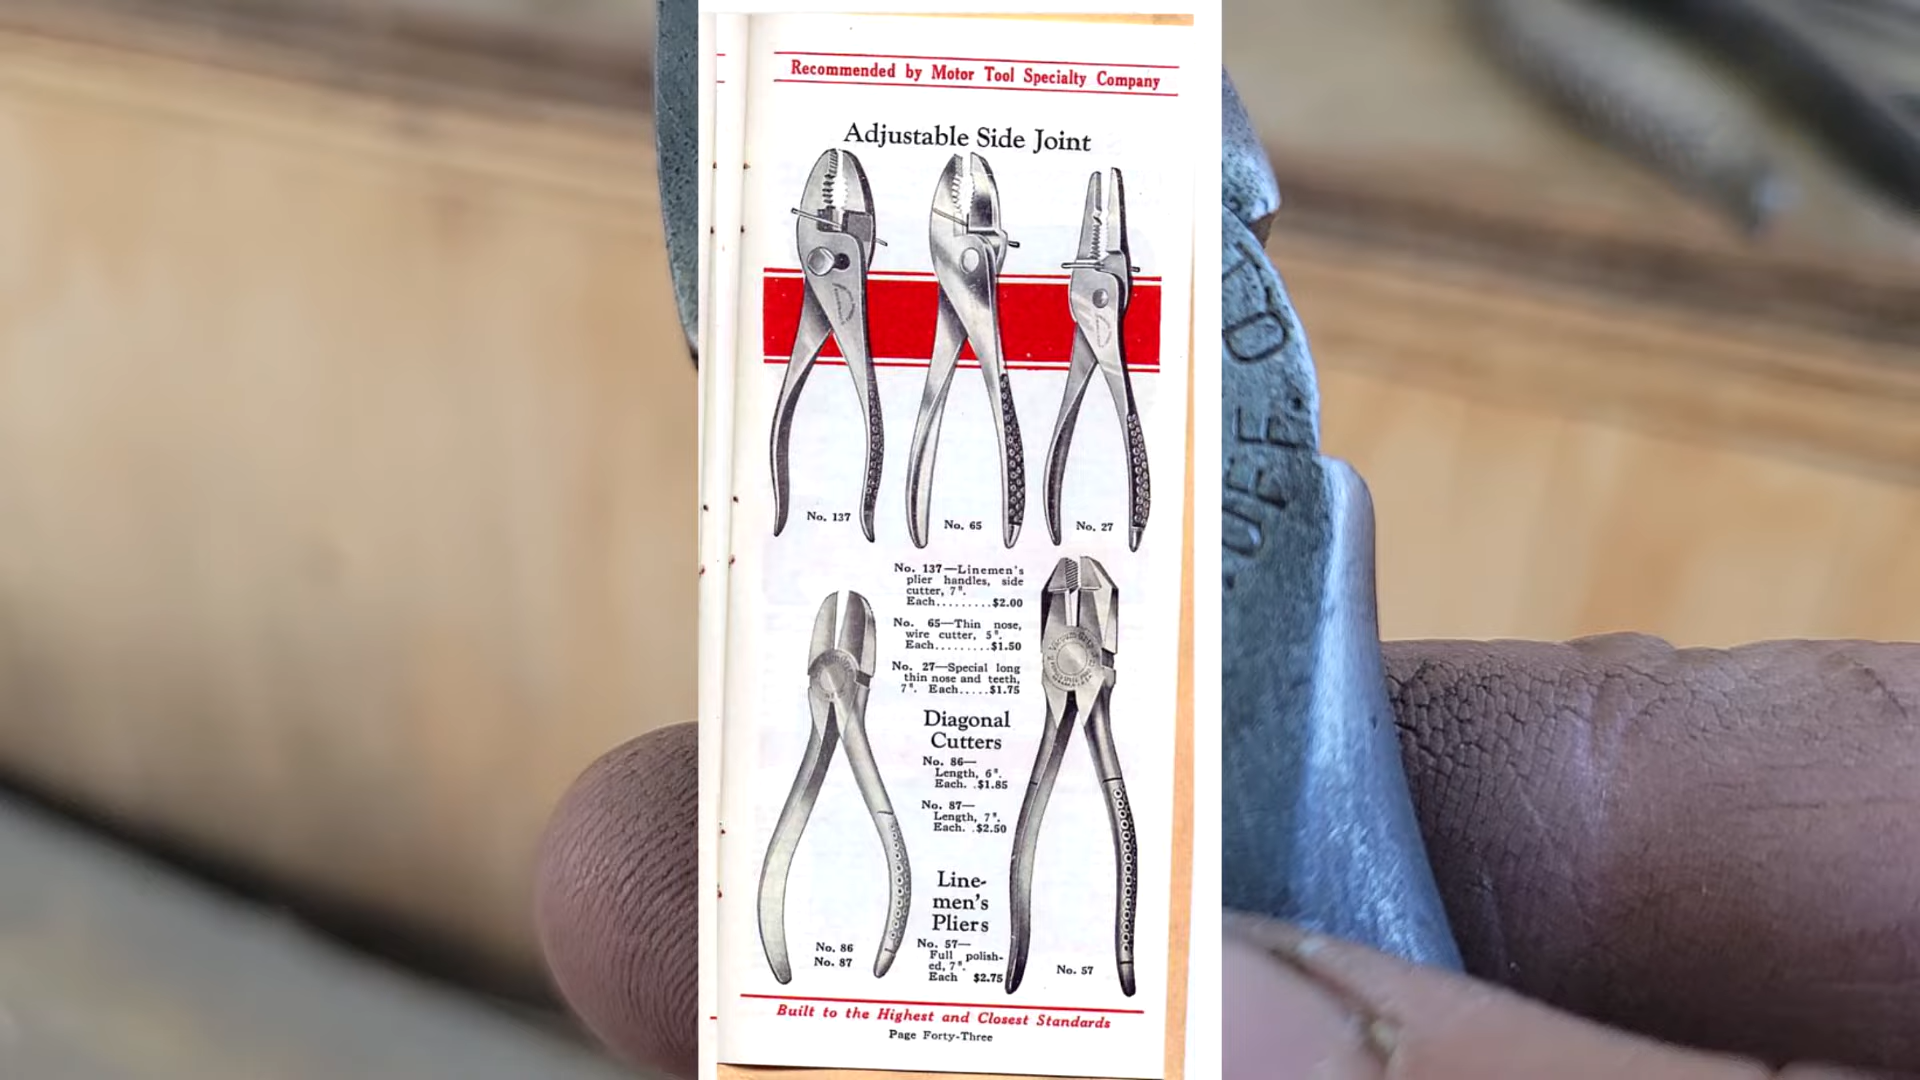 Recommended by Motor Tool Specialty Company
Adjustable Side Joint
No. 137
No. 65
No. 27
No. 137—Linemen's
plier handles, side
cutter, 7".
Each.........$2.00
No. 65—Thin nose,
wire cutter, 5".
Each.........$1.50
No. 27—Special long
thin nose and teeth,
7". Each.....$1.75
Diagonal
Cutters
No. 86—
Length, 6".
Each. .$1.85
No. 87—
Length, 7".
Each. .$2.50
Line-
men's
Pliers
No. 57—
Full polish-
ed, 7".
Each $2.75
No. 86
No. 87
No. 57
Built to the Highest and Closest Standards
Page Forty-Three